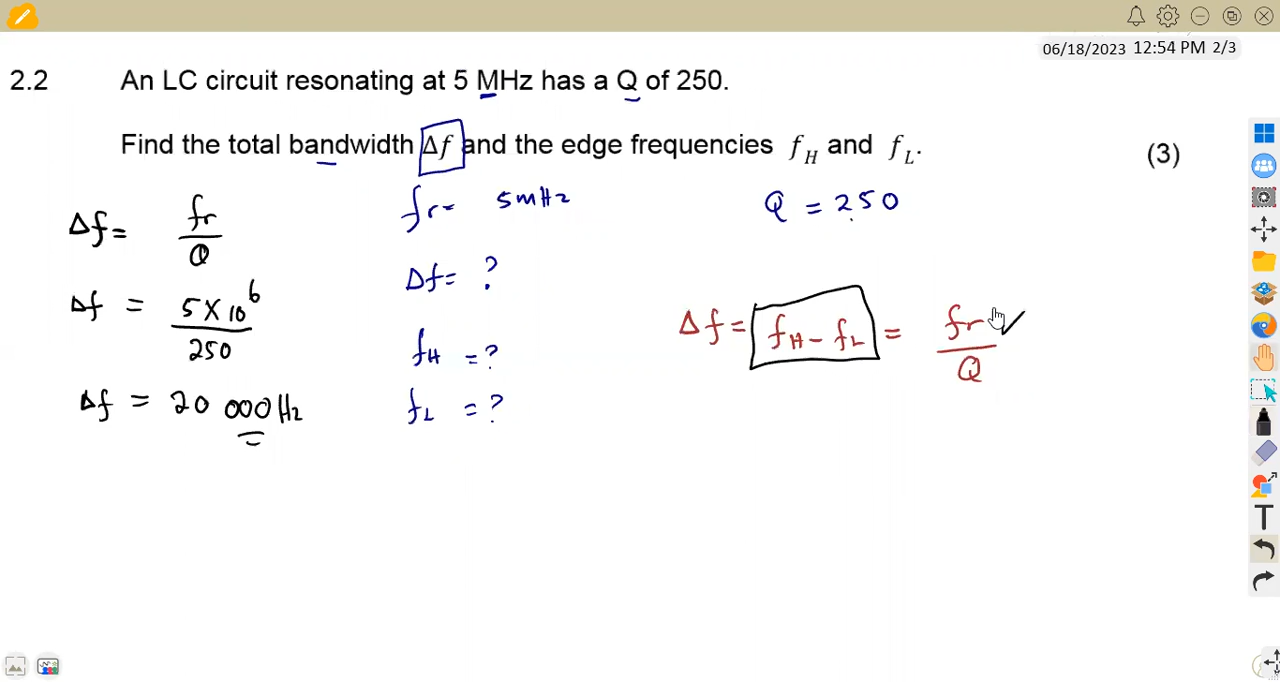 06/18/2023 12:54 PM 2/3
2.2 An LC circuit resonating at 5 MHz has a Q of 250.
Find the total bandwidth Δf and the edge frequencies f_H and f_L. (3)
Δf = fr/Q
Δf = 5×10^6/250
Δf = 20 000 Hz
fr = 5mHz
Δf = ?
fH = ?
fL = ?
Q = 250
Δf = fH - fL = fr/Q ✓
T